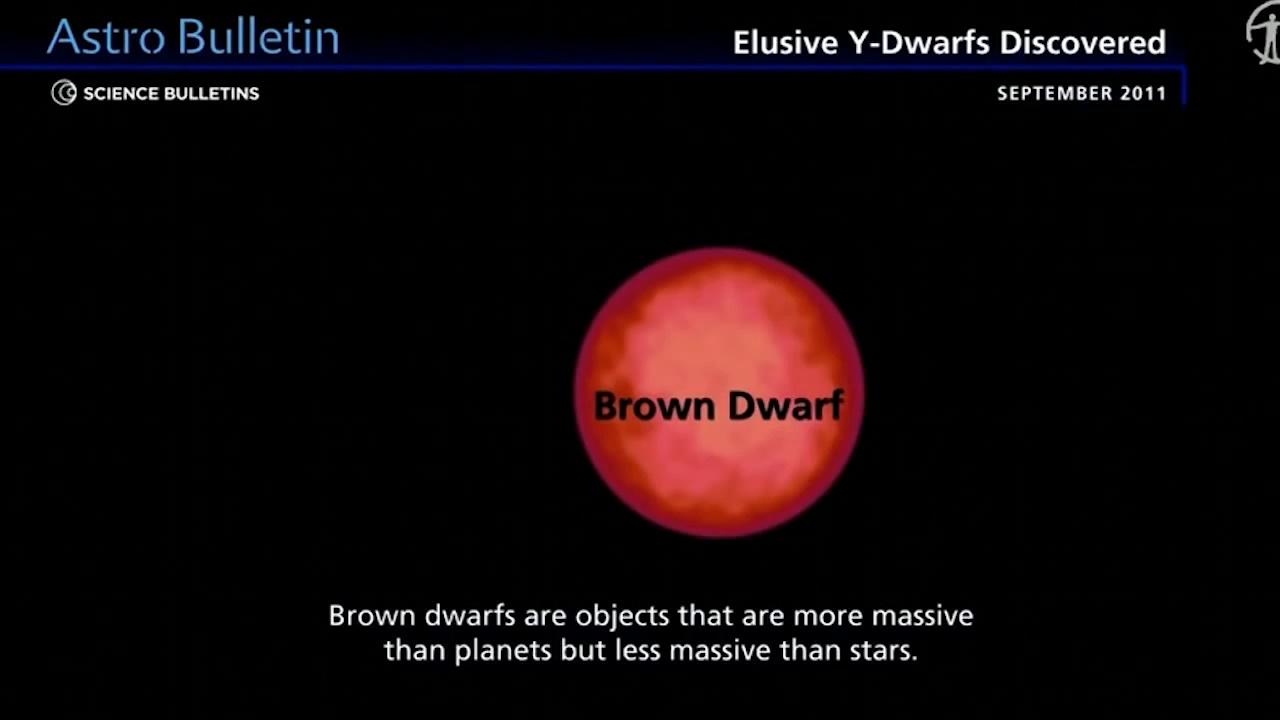 Astro Bulletin
Elusive Y-Dwarfs Discovered
SCIENCE BULLETINS
SEPTEMBER 2011
Brown Dwarf
Brown dwarfs are objects that are more massive
than planets but less massive than stars.